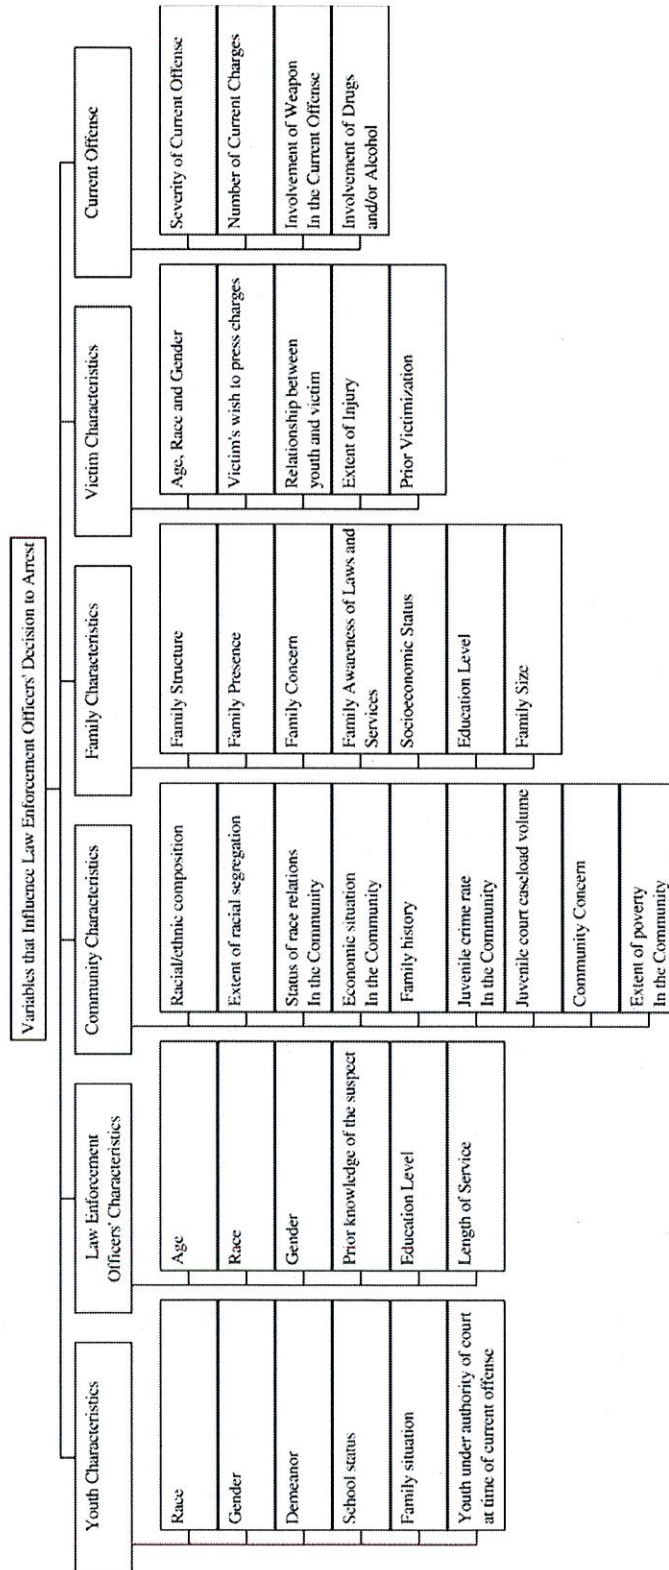 Variables that Influence Law Enforcement Officers' Decision to Arrest
Youth Characteristics
Race
Gender
Demeanor
School status
Family situation
Youth under authority of court
at time of current offense
Law Enforcement
Officers' Characteristics
Age
Race
Gender
Prior knowledge of the suspect
Education Level
Length of Service
Community Characteristics
Racial/ethnic composition
Extent of racial segregation
Status of race relations
In the Community
Economic situation
In the Community
Family history
Juvenile crime rate
In the Community
Juvenile court caseload volume
Community Concern
Extent of poverty
In the Community
Family Characteristics
Family Structure
Family Presence
Family Concern
Family Awareness of Laws and
Services
Socioeconomic Status
Education Level
Family Size
Victim Characteristics
Age, Race and Gender
Victim's wish to press charges
Relationship between
youth and victim
Extent of Injury
Prior Victimization
Current Offense
Severity of Current Offense
Number of Current Charges
Involvement of Weapon
In the Current Offense
Involvement of Drugs
and/or Alcohol